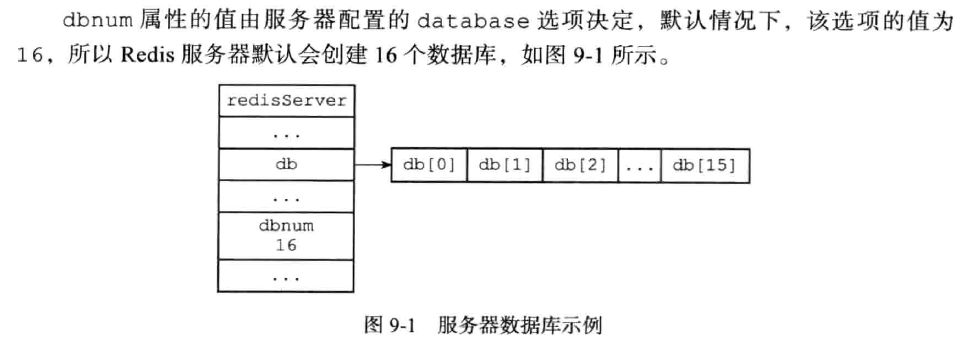 dbnum 属性的值由服务器配置的 database 选项决定，默认情况下，该选项的值为
16，所以 Redis 服务器默认会创建 16 个数据库，如图 9-1 所示。
redisServer
...
db
db[0] db[1] db[2] ... db[15]
...
dbnum
16
...
图 9-1 服务器数据库示例